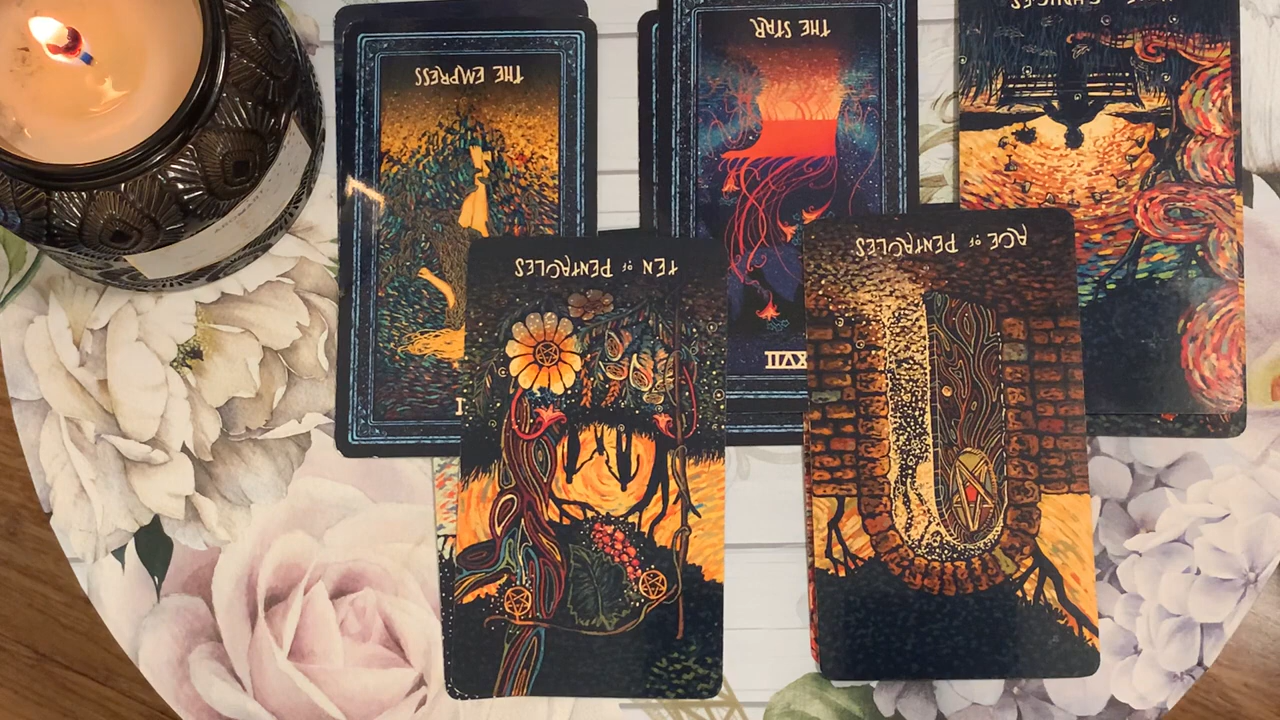 THE EMPRESS
THE STAR
XVII
TEN OF PENTACLES
ACE OF PENTACLES